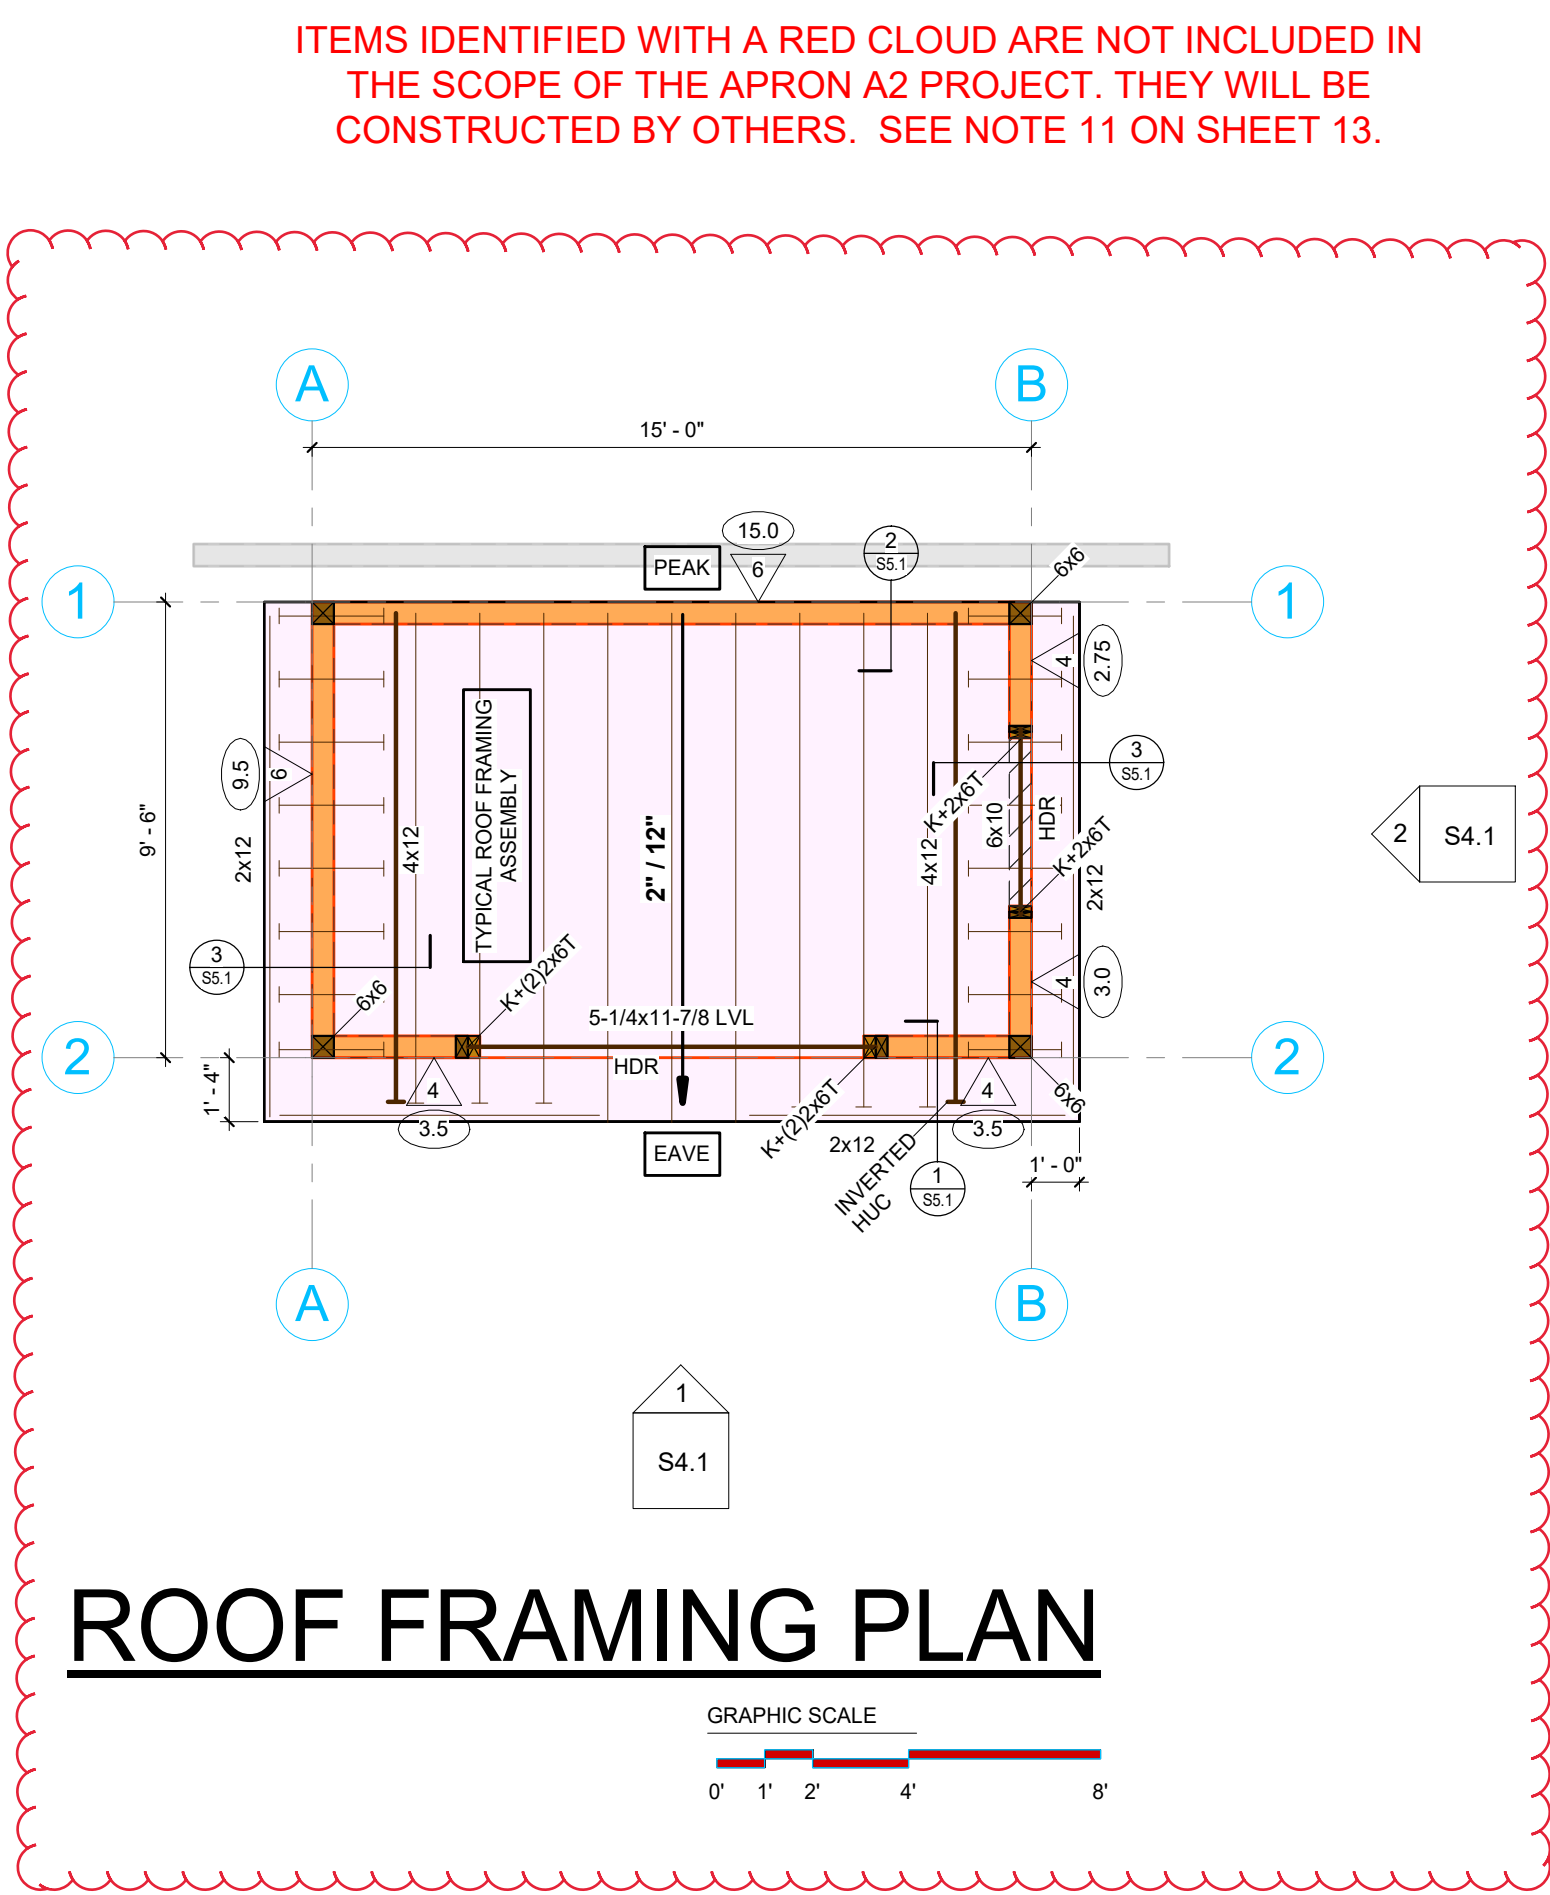 ITEMS IDENTIFIED WITH A RED CLOUD ARE NOT INCLUDED IN
THE SCOPE OF THE APRON A2 PROJECT. THEY WILL BE
CONSTRUCTED BY OTHERS. SEE NOTE 11 ON SHEET 13.
A
B
15' - 0"
15.0
6
PEAK
2
S5.1
6x6
1
1
4
2.75
9.5
6
3
S5.1
9' - 6"
2x12
4x12
TYPICAL ROOF FRAMING
ASSEMBLY
2" / 12"
4x12
K+2x6T
6x10
HDR
K+2x6T
2x12
2
S4.1
3
S5.1
6x6
K+(2)2x6T
5-1/4x11-7/8 LVL
HDR
4
3.0
2
2
1' - 4"
4
3.5
K+(2)2x6T
4
3.5
6x6
EAVE
2x12
INVERTED
HUC
1
S5.1
1' - 0"
A
B
1
S4.1
ROOF FRAMING PLAN
GRAPHIC SCALE
0' 1' 2' 4' 8'